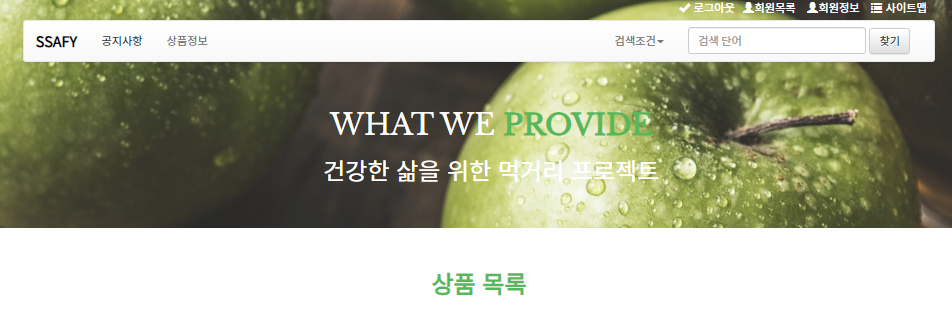 로그아웃 회원목록 회원정보 사이트맵
SSAFY 공지사항 상품정보 검색조건 검색 단어 찾기
WHAT WE PROVIDE
건강한 삶을 위한 먹거리 프로젝트
상품 목록